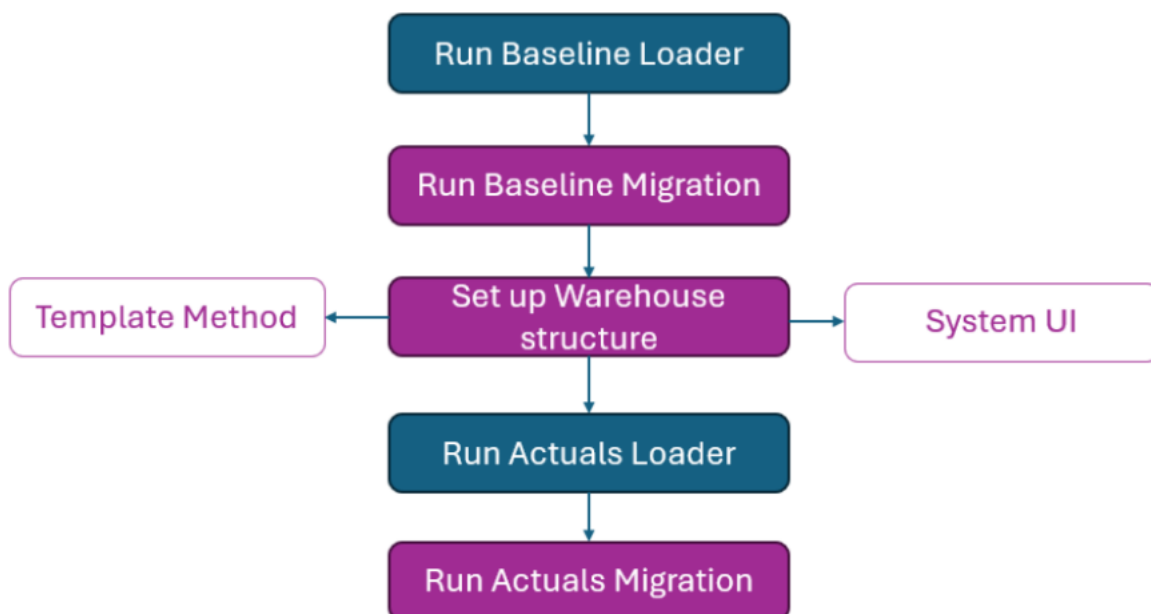 Run Baseline Loader
Run Baseline Migration
Template Method
Set up Warehouse
structure
System UI
Run Actuals Loader
Run Actuals Migration